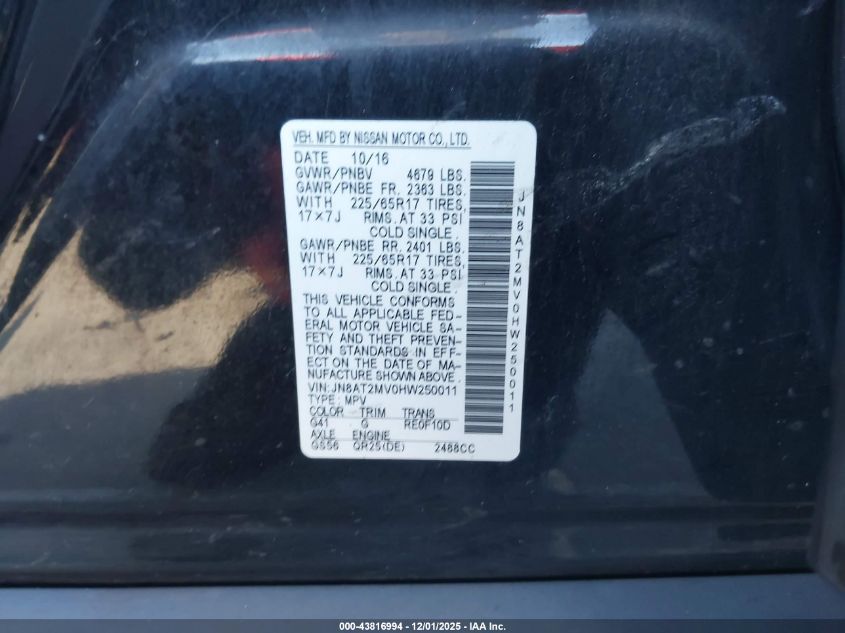 VEH. MFD BY NISSAN MOTOR CO., LTD.
DATE 10/16
GVWR/PNBV 4679 LBS.
GAWR/PNBE FR. 2363 LBS.
WITH 225/65R17 TIRES,
17×7J RIMS. AT 33 PSI
COLD SINGLE.
GAWR/PNBE RR. 2401 LBS.
WITH 225/65R17 TIRES,
17×7J RIMS. AT 33 PSI
COLD SINGLE.
THIS VEHICLE CONFORMS
TO ALL APPLICABLE FED-
ERAL MOTOR VEHICLE SA-
FETY AND THEFT PREVEN-
TION STANDARDS IN EFF-
ECT ON THE DATE OF MA-
NUFACTURE SHOWN ABOVE.
VIN:JN8AT2MV0HW250011
TYPE: MPV
COLOR TRIM TRANS
G41 G RE0F10D
AXLE ENGINE
GS56 QR25(DE) 2488CC
JN8AT2MV0HW250011
000-43816994 - 12/01/2025 - IAA Inc.